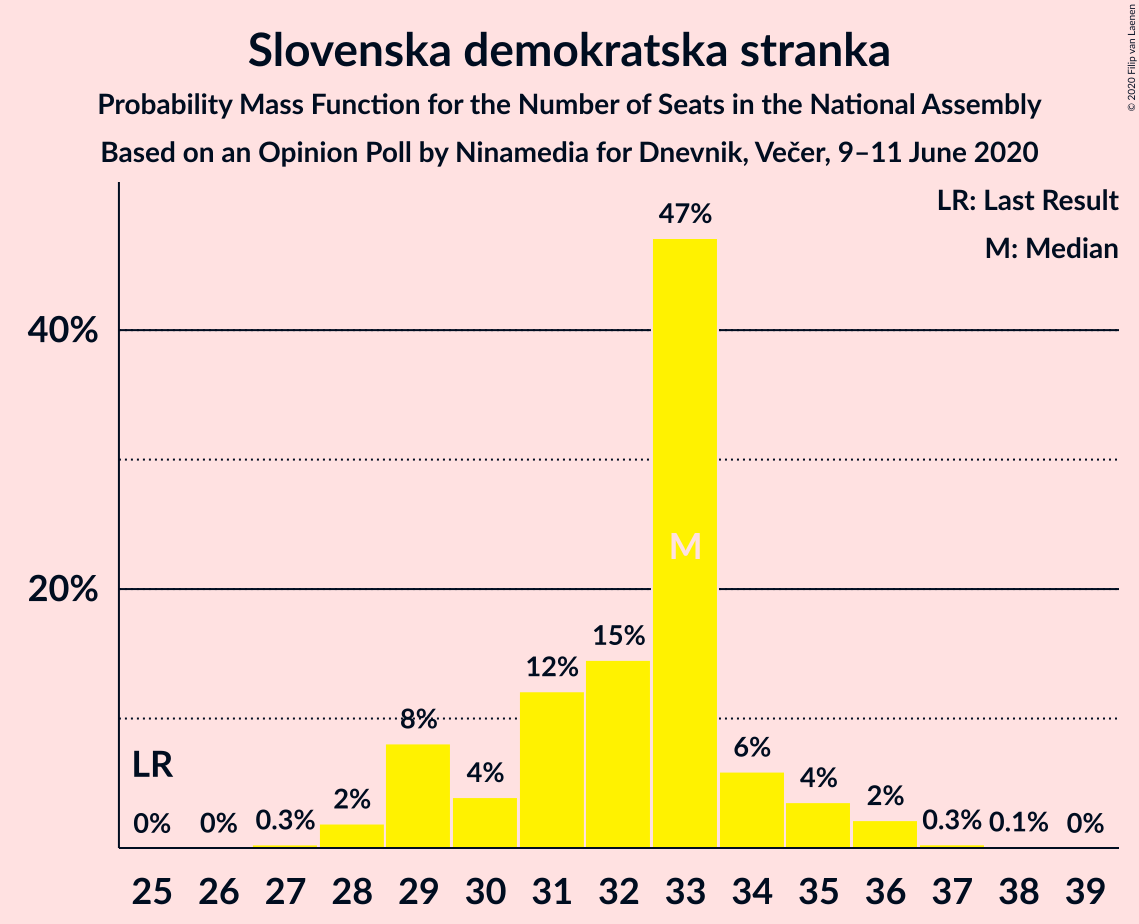 Slovenska demokratska stranka
Probability Mass Function for the Number of Seats in the National Assembly
Based on an Opinion Poll by Ninamedia for Dnevnik, Večer, 9–11 June 2020
© 2020 Filip van Laenen
LR: Last Result
M: Median
47%
40%
M
20%
15%
12%
8%
6%
LR
4%
4%
2%
2%
0%
0%
0.3%
0.3%
0.1%
0%
25 26 27 28 29 30 31 32 33 34 35 36 37 38 39